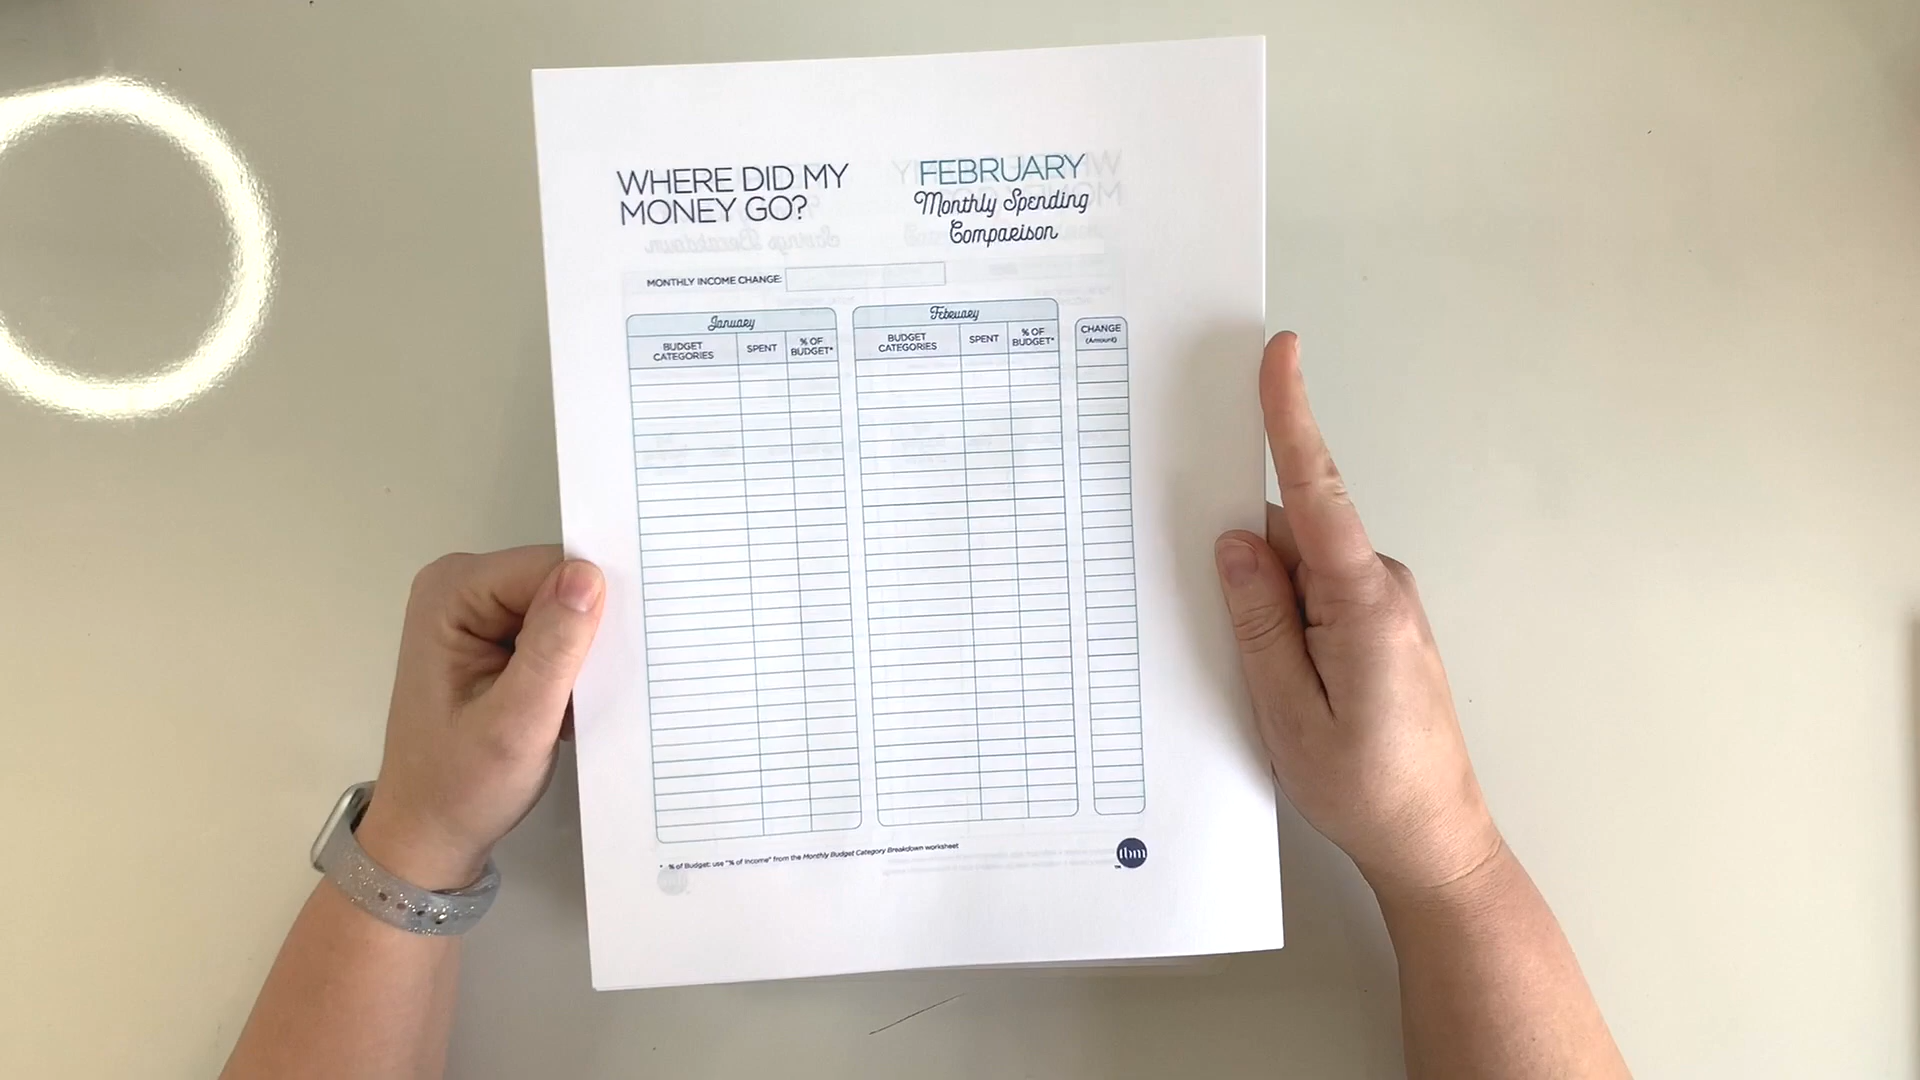 WHERE DID MY
MONEY GO?
FEBRUARY
Monthly Spending
Comparison
MONTHLY INCOME CHANGE:
January
BUDGET
CATEGORIES
SPENT
% OF
BUDGET*
February
BUDGET
CATEGORIES
SPENT
% OF
BUDGET*
CHANGE
(Amount)
* % of Budget: use "% of Income" from the Monthly Budget Category Breakdown worksheet
tbm